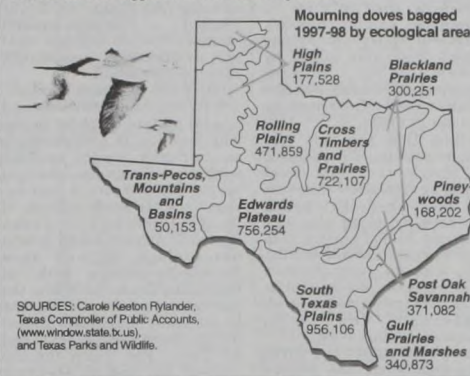 Mourning doves bagged
1997-98 by ecological area
High
Plains
177,528
Blackland
Prairies
300,251
Rolling
Plains
471,859
Cross
Timbers
and
Prairies
722,107
Trans-Pecos,
Mountains
and
Basins
50,153
Edwards
Plateau
756,254
Piney-
woods
168,202
South
Texas
Plains
956,106
Post Oak
Savannah
371,082
Gulf
Prairies
and Marshes
340,873
SOURCES: Carole Keeton Rylander,
Texas Comptroller of Public Accounts,
(www.window.state.tx.us),
and Texas Parks and Wildlife.